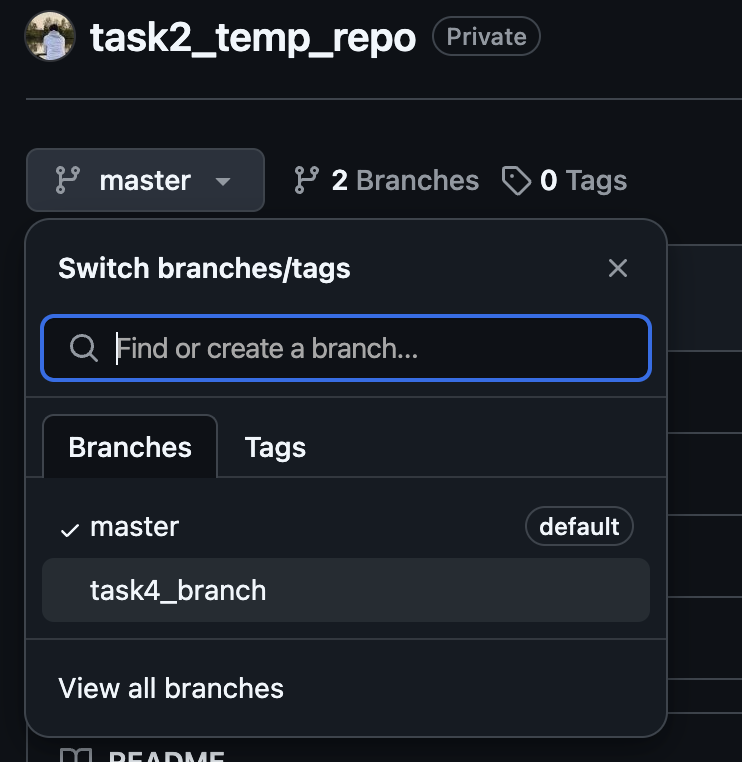 task2_temp_repo Private
master 2 Branches 0 Tags
Switch branches/tags
Find or create a branch...
Branches Tags
master default
task4_branch
View all branches
README